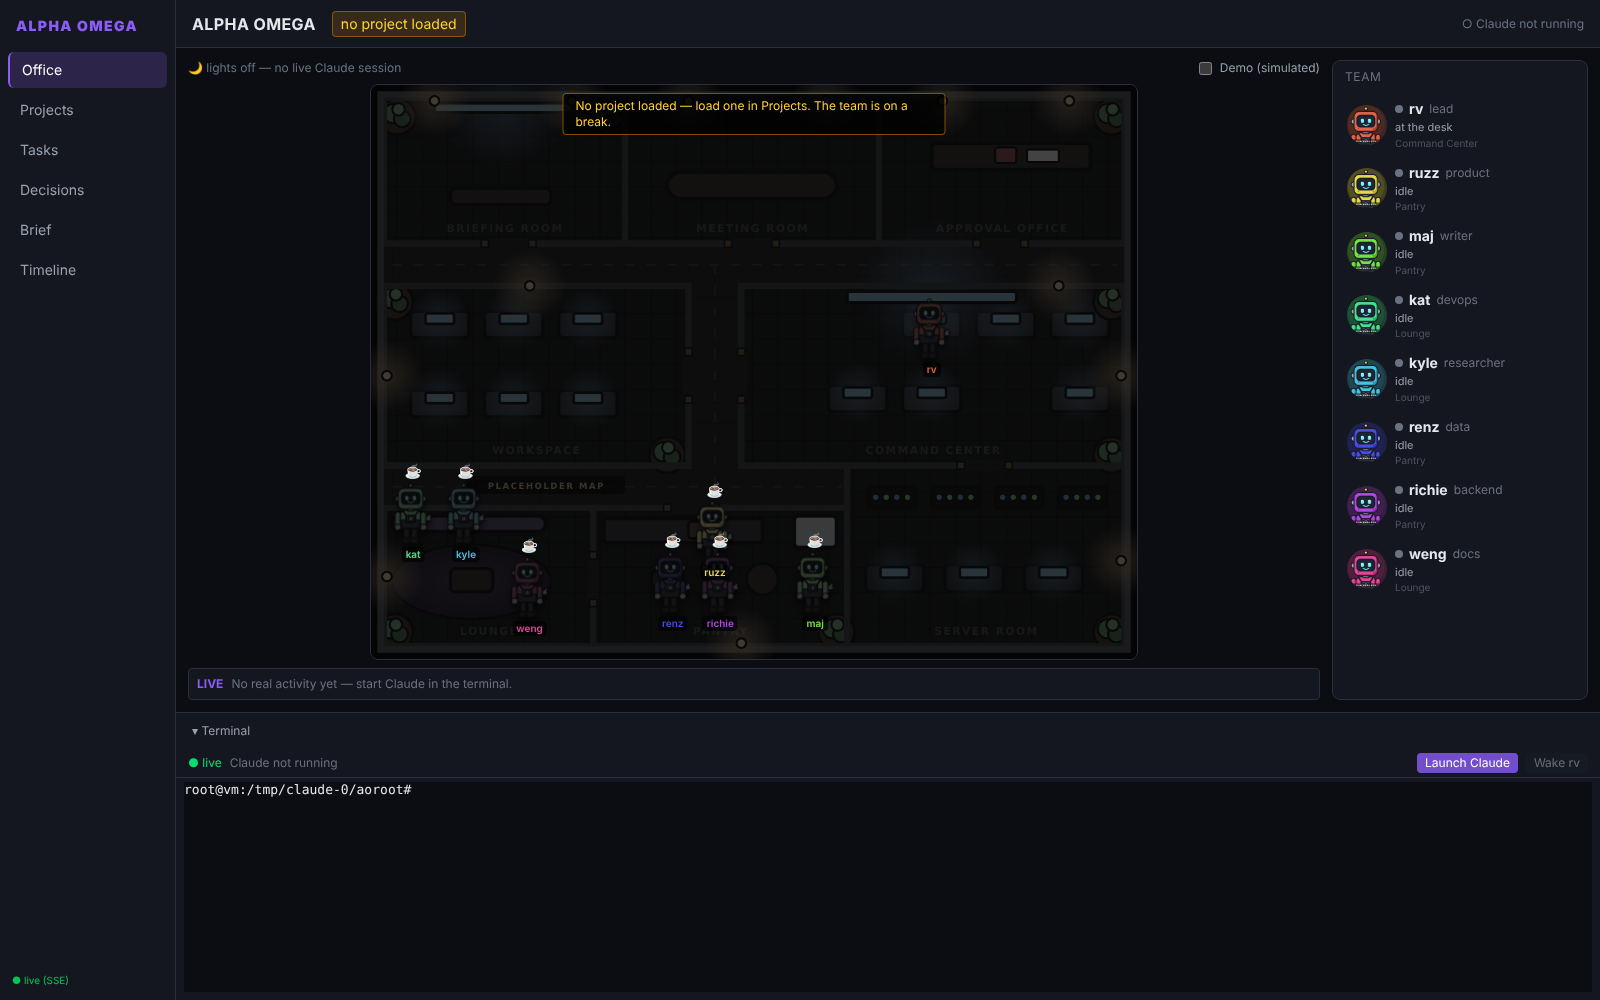 ALPHA OMEGA
Office
Projects
Tasks
Decisions
Brief
Timeline
live (SSE)
ALPHA OMEGA
no project loaded
Claude not running
lights off — no live Claude session
Demo (simulated)
No project loaded — load one in Projects. The team is on a
break.
BRIEFING ROOM
MEETING ROOM
APPROVAL OFFICE
rv
WORKSPACE
COMMAND CENTER
PLACEHOLDER MAP
kat
kyle
ruzz
weng
renz
richie
maj
LOUNGE
PANTRY
SERVER ROOM
LIVE No real activity yet — start Claude in the terminal.
TEAM
rv lead
at the desk
Command Center
ruzz product
idle
Pantry
maj writer
idle
Pantry
kat devops
idle
Lounge
kyle researcher
idle
Lounge
renz data
idle
Pantry
richie backend
idle
Pantry
weng docs
idle
Lounge
▾ Terminal
live Claude not running
Launch Claude
Wake rv
root@vm:/tmp/claude-0/aoroot#